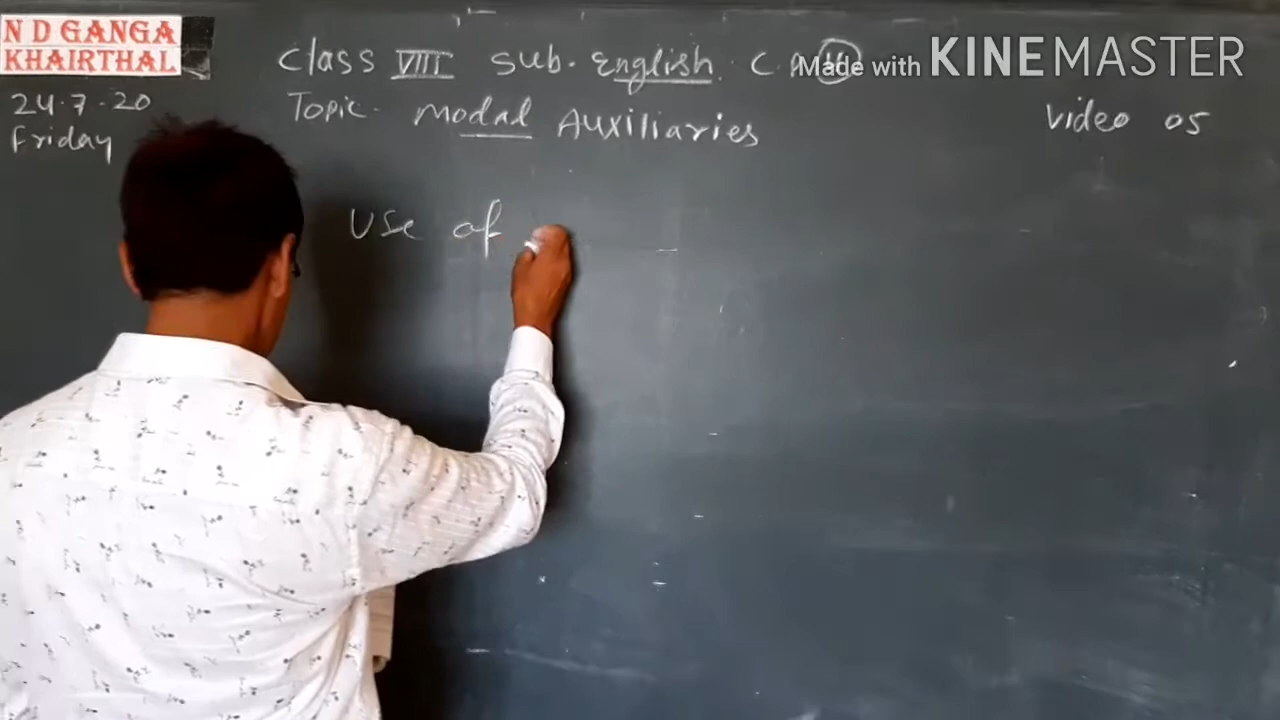 N D GANGA
KHAIRTHAL
Class VIII Sub. English C.
Made with KINEMASTER
24.7.20
Friday
Topic - Modal Auxiliaries
Video 05
Use of